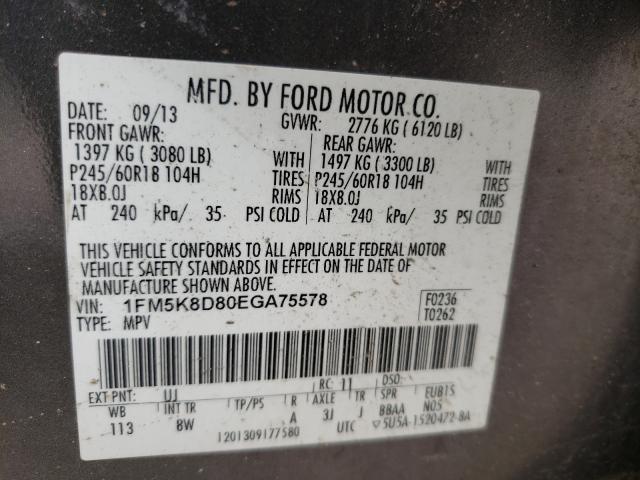 MFD. BY FORD MOTOR CO.
DATE: 09/13 GVWR: 2776 KG ( 6120 LB)
FRONT GAWR: REAR GAWR:
1397 KG ( 3080 LB) WITH 1497 KG ( 3300 LB) WITH
P245/60R18 104H TIRES P245/60R18 104H TIRES
18X8.0J RIMS 18X8.0J RIMS
AT 240 kPa/ 35 PSI COLD AT 240 kPa/ 35 PSI COLD
THIS VEHICLE CONFORMS TO ALL APPLICABLE FEDERAL MOTOR
VEHICLE SAFETY STANDARDS IN EFFECT ON THE DATE OF
MANUFACTURE SHOWN ABOVE.
VIN: 1FM5K8D80EGA75578 F0236
TYPE: MPV T0262
EXT PNT: UJ RC: 11 DSO:
WB INT TR TP/PS R AXLE TR SPR EUB15
113 8W A 3J J BBAA N05
1201309177580 UTC ▽5U5A-1520472-BA